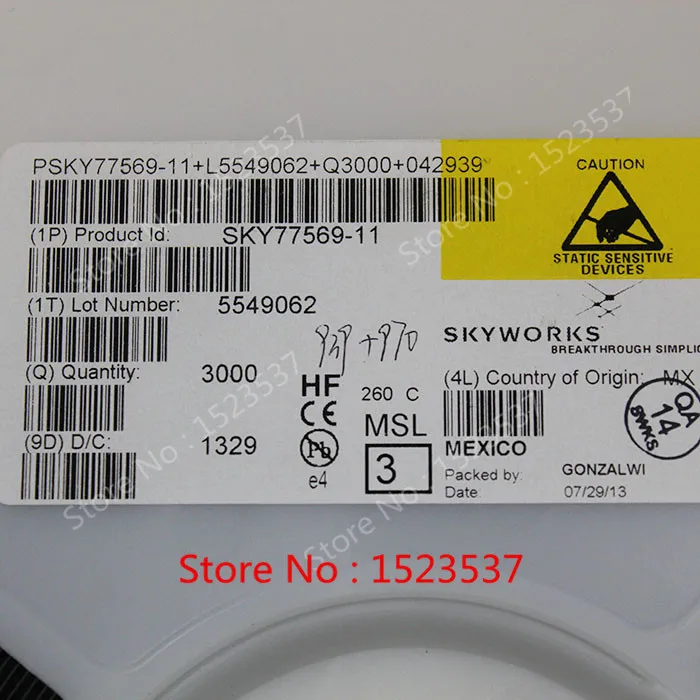 PSKY77569-11+L5549062+Q3000+042939
CAUTION
STATIC SENSITIVE
DEVICES
(1P) Product Id: SKY77569-11
(1T) Lot Number: 5549062
SKYWORKS
BREAKTHROUGH SIMPLIC
(Q) Quantity: 3000
HF
CE
260 C
MSL
3
Pb
e4
(4L) Country of Origin: MX
MEXICO
QA
14
SWKS
(9D) D/C: 1329
Packed by: GONZALWI
Date: 07/29/13
Store No : 1523537